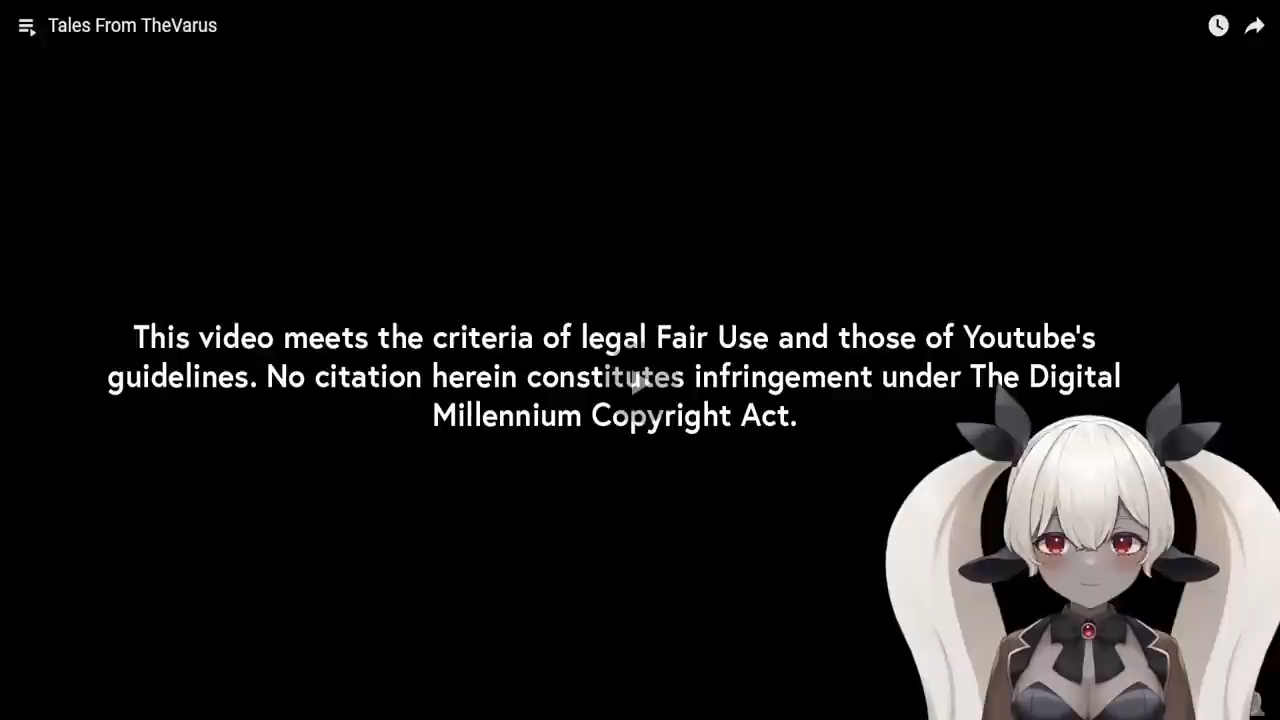 Tales From TheVarus
This video meets the criteria of legal Fair Use and those of Youtube's
guidelines. No citation herein constitutes infringement under The Digital
Millennium Copyright Act.